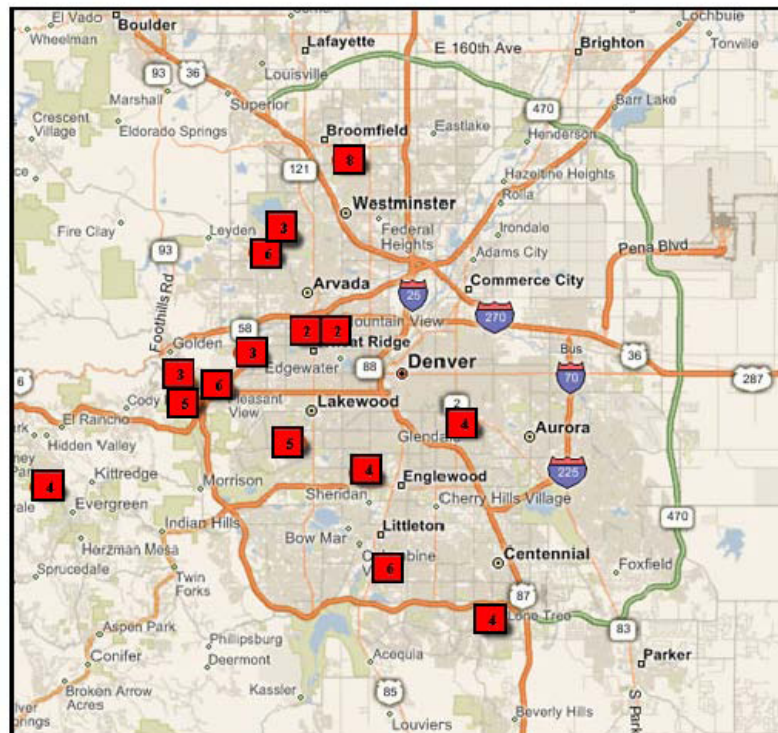 El Vado
Boulder
Wheelman
Lafayette
E 160th Ave
Brighton
Lochbuie
Tonville
93
36
Louisville
Marshall
Superior
470
Barr Lake
Crescent
Village
Eldorado Springs
Broomfield
Eastlake
Henderson
121
8
Hazeltine Heights
Westminster
Rolla
Fire Clay
Leyden
3
Federal
Heights
Irondale
93
6
Adams City
Pena Blvd
Foothills Rd
Arvada
25
Commerce City
270
58
2
2
Mountain View
Golden
3
Ridge
Edgewater
88
Denver
Bus
36
70
287
6
3
6
5
Pleasant
View
Cody
El Rancho
Lakewood
2
4
Aurora
Hidden Valley
5
Glendale
225
4
Kittredge
Morrison
4
Sheridan
Englewood
Cherry Hills Village
Evergreen
Indian Hills
470
Herzman Mesa
Bow Mar
Littleton
Sprucedale
Twin
Forks
Columbine
6
Centennial
Foxfield
87
4
Lone Tree
83
Aspen Park
Phillipsburg
Conifer
Deermont
Acequia
Parker
Broken Arrow
Acres
Kassler
85
S Park
Louviers
Beverly Hills